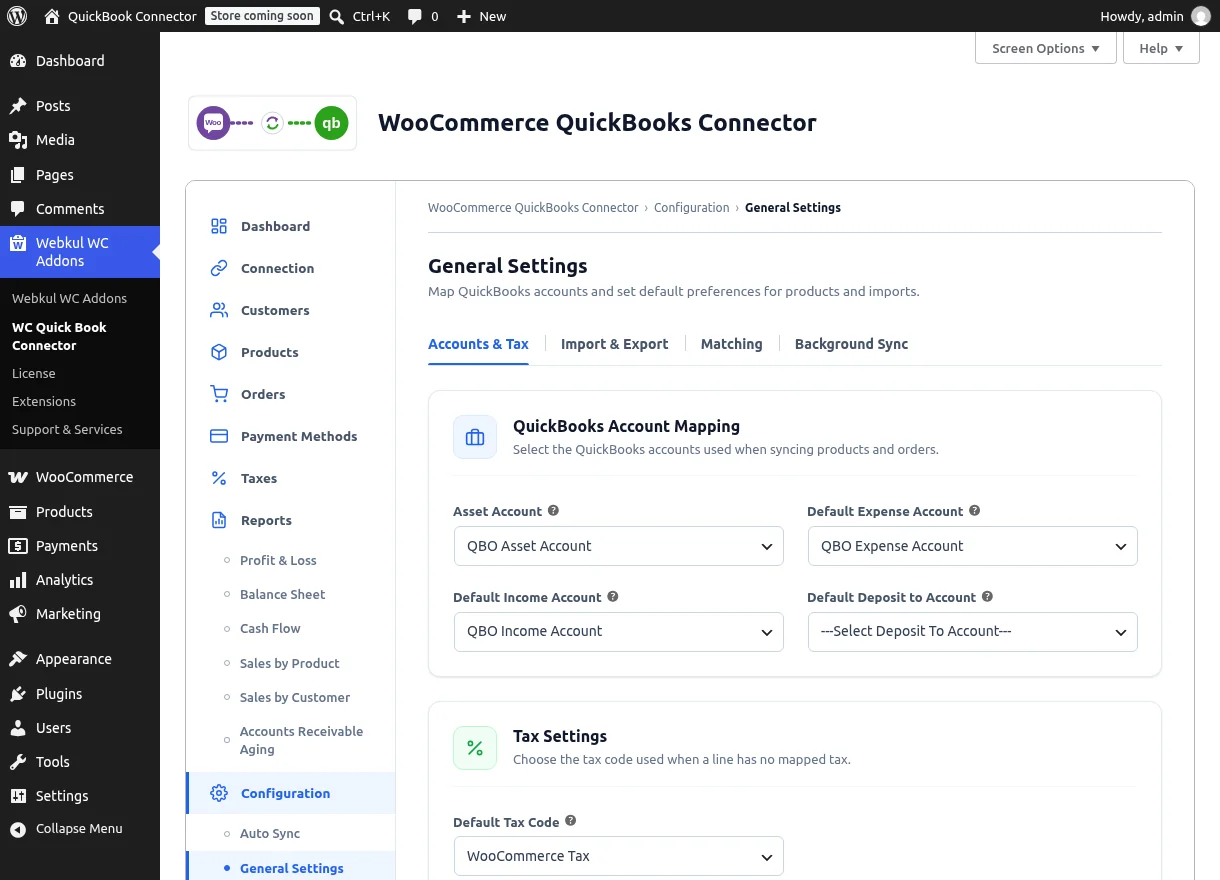 QuickBook Connector
Store coming soon
Ctrl+K
0
New
Howdy, admin
Dashboard
Posts
Media
Pages
Comments
Webkul WC
Addons
Webkul WC Addons
WC Quick Book
Connector
License
Extensions
Support & Services
WooCommerce
Products
Payments
Analytics
Marketing
Appearance
Plugins
Users
Tools
Settings
Collapse Menu
Screen Options ▼
Help ▼
Woo
qb
WooCommerce QuickBooks Connector
Dashboard
Connection
Customers
Products
Orders
Payment Methods
Taxes
Reports
Profit & Loss
Balance Sheet
Cash Flow
Sales by Product
Sales by Customer
Accounts Receivable
Aging
Configuration
Auto Sync
General Settings
WooCommerce QuickBooks Connector › Configuration › General Settings
General Settings
Map QuickBooks accounts and set default preferences for products and imports.
Accounts & Tax
Import & Export
Matching
Background Sync
QuickBooks Account Mapping
Select the QuickBooks accounts used when syncing products and orders.
Asset Account ?
QBO Asset Account
Default Expense Account ?
QBO Expense Account
Default Income Account ?
QBO Income Account
Default Deposit to Account ?
---Select Deposit To Account---
Tax Settings
Choose the tax code used when a line has no mapped tax.
Default Tax Code ?
WooCommerce Tax